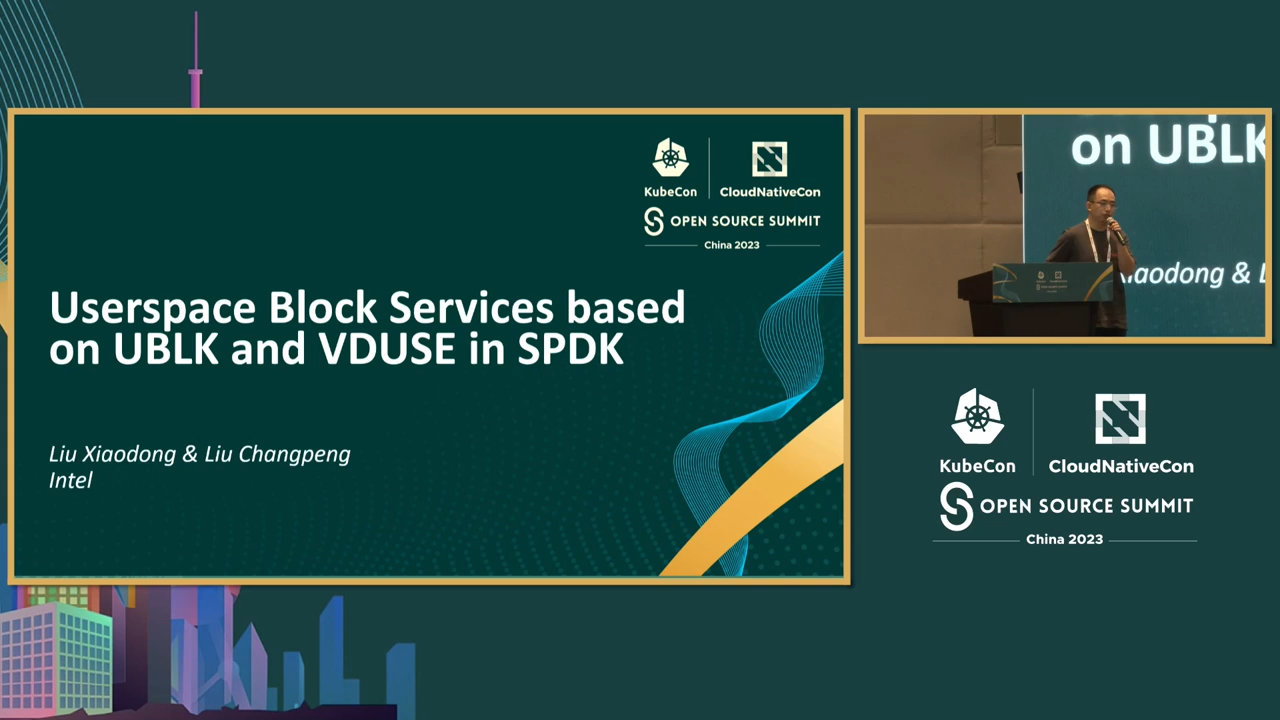 KubeCon
CloudNativeCon
OPEN SOURCE SUMMIT
China 2023
Userspace Block Services based
on UBLK and VDUSE in SPDK
Liu Xiaodong & Liu Changpeng
Intel
on UBLK
iaodong & L
KubeCon
CloudNativeCon
OPEN SOURCE SUMMIT
China 2023